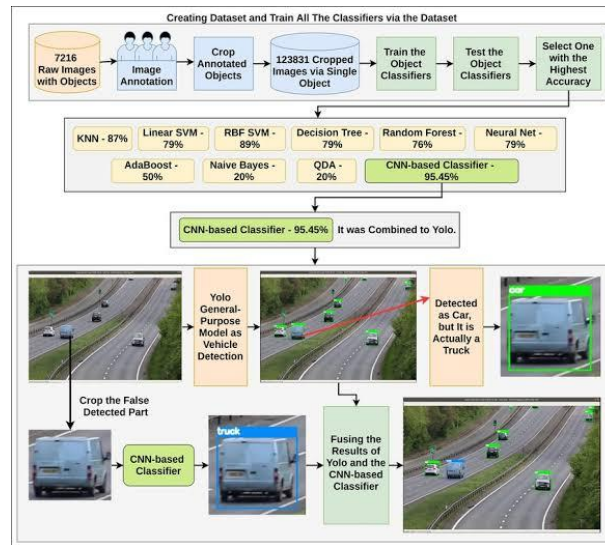 Creating Dataset and Train All The Classifiers via the Dataset
7216
Raw Images
with Objects
Image
Annotation
Crop
Annotated
Objects
123831 Cropped
Images via Single
Object
Train the
Object
Classifiers
Test the
Object
Classifiers
Select One
with the
Highest
Accuracy
KNN - 87%
Linear SVM -
79%
RBF SVM -
89%
Decision Tree -
79%
Random Forest -
76%
Neural Net -
79%
AdaBoost -
50%
Naive Bayes -
20%
QDA -
20%
CNN-based Classifier -
95.45%
CNN-based Classifier - 95.45%
It was Combined to Yolo.
Yolo
General-
Purpose
Model as
Vehicle
Detection
Detected
as Car,
but It is
Actually a
Truck
car
Crop the False
Detected Part
CNN-based
Classifier
truck
Fusing the
Results of
Yolo and the
CNN-based
Classifier